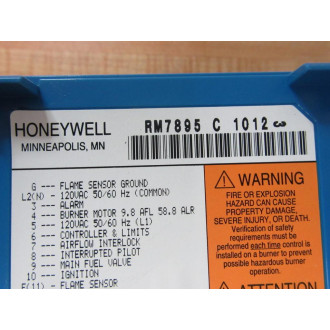 HONEYWELL
MINNEAPOLIS, MN
RM7895 C 1012
G --- FLAME SENSOR GROUND
L2(N) - 120VAC 50/60 Hz (COMMON)
3 --- ALARM
4 --- BURNER MOTOR 9.8 AFL 58.8 ALR
5 --- 120VAC 50/60 Hz (L1)
6 --- CONTROLLER & LIMITS
7 --- AIRFLOW INTERLOCK
8 --- INTERRUPTED PILOT
9 --- MAIN FUEL VALVE
10 --- IGNITION
F(11) - FLAME SENSOR
WARNING
FIRE OR EXPLOSION
HAZARD CAN CAUSE
PROPERTY DAMAGE,
SEVERE INJURY, OR DEATH.
Verification of safety
requirements must be
performed each time control is
installed on a burner to prevent
possible hazardous burner
operation.